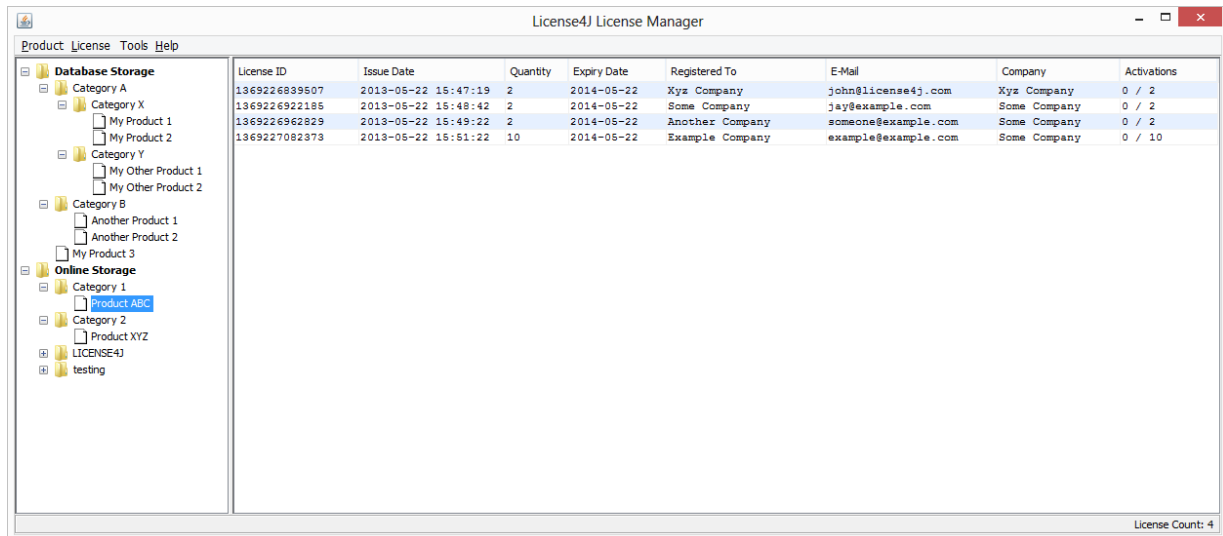 License4J License Manager
Product License Tools Help
Database Storage
Category A
Category X
My Product 1
My Product 2
Category Y
My Other Product 1
My Other Product 2
Category B
Another Product 1
Another Product 2
My Product 3
Online Storage
Category 1
Product ABC
Category 2
Product XYZ
LICENSE4J
testing
License ID Issue Date Quantity Expiry Date Registered To E-Mail Company Activations
1369226839507 2013-05-22 15:47:19 2 2014-05-22 Xyz Company john@license4j.com Xyz Company 0 / 2
1369226922185 2013-05-22 15:48:42 2 2014-05-22 Some Company jay@example.com Some Company 0 / 2
1369226962829 2013-05-22 15:49:22 2 2014-05-22 Another Company someone@example.com Some Company 0 / 2
1369227082373 2013-05-22 15:51:22 10 2014-05-22 Example Company example@example.com Some Company 0 / 10
License Count: 4